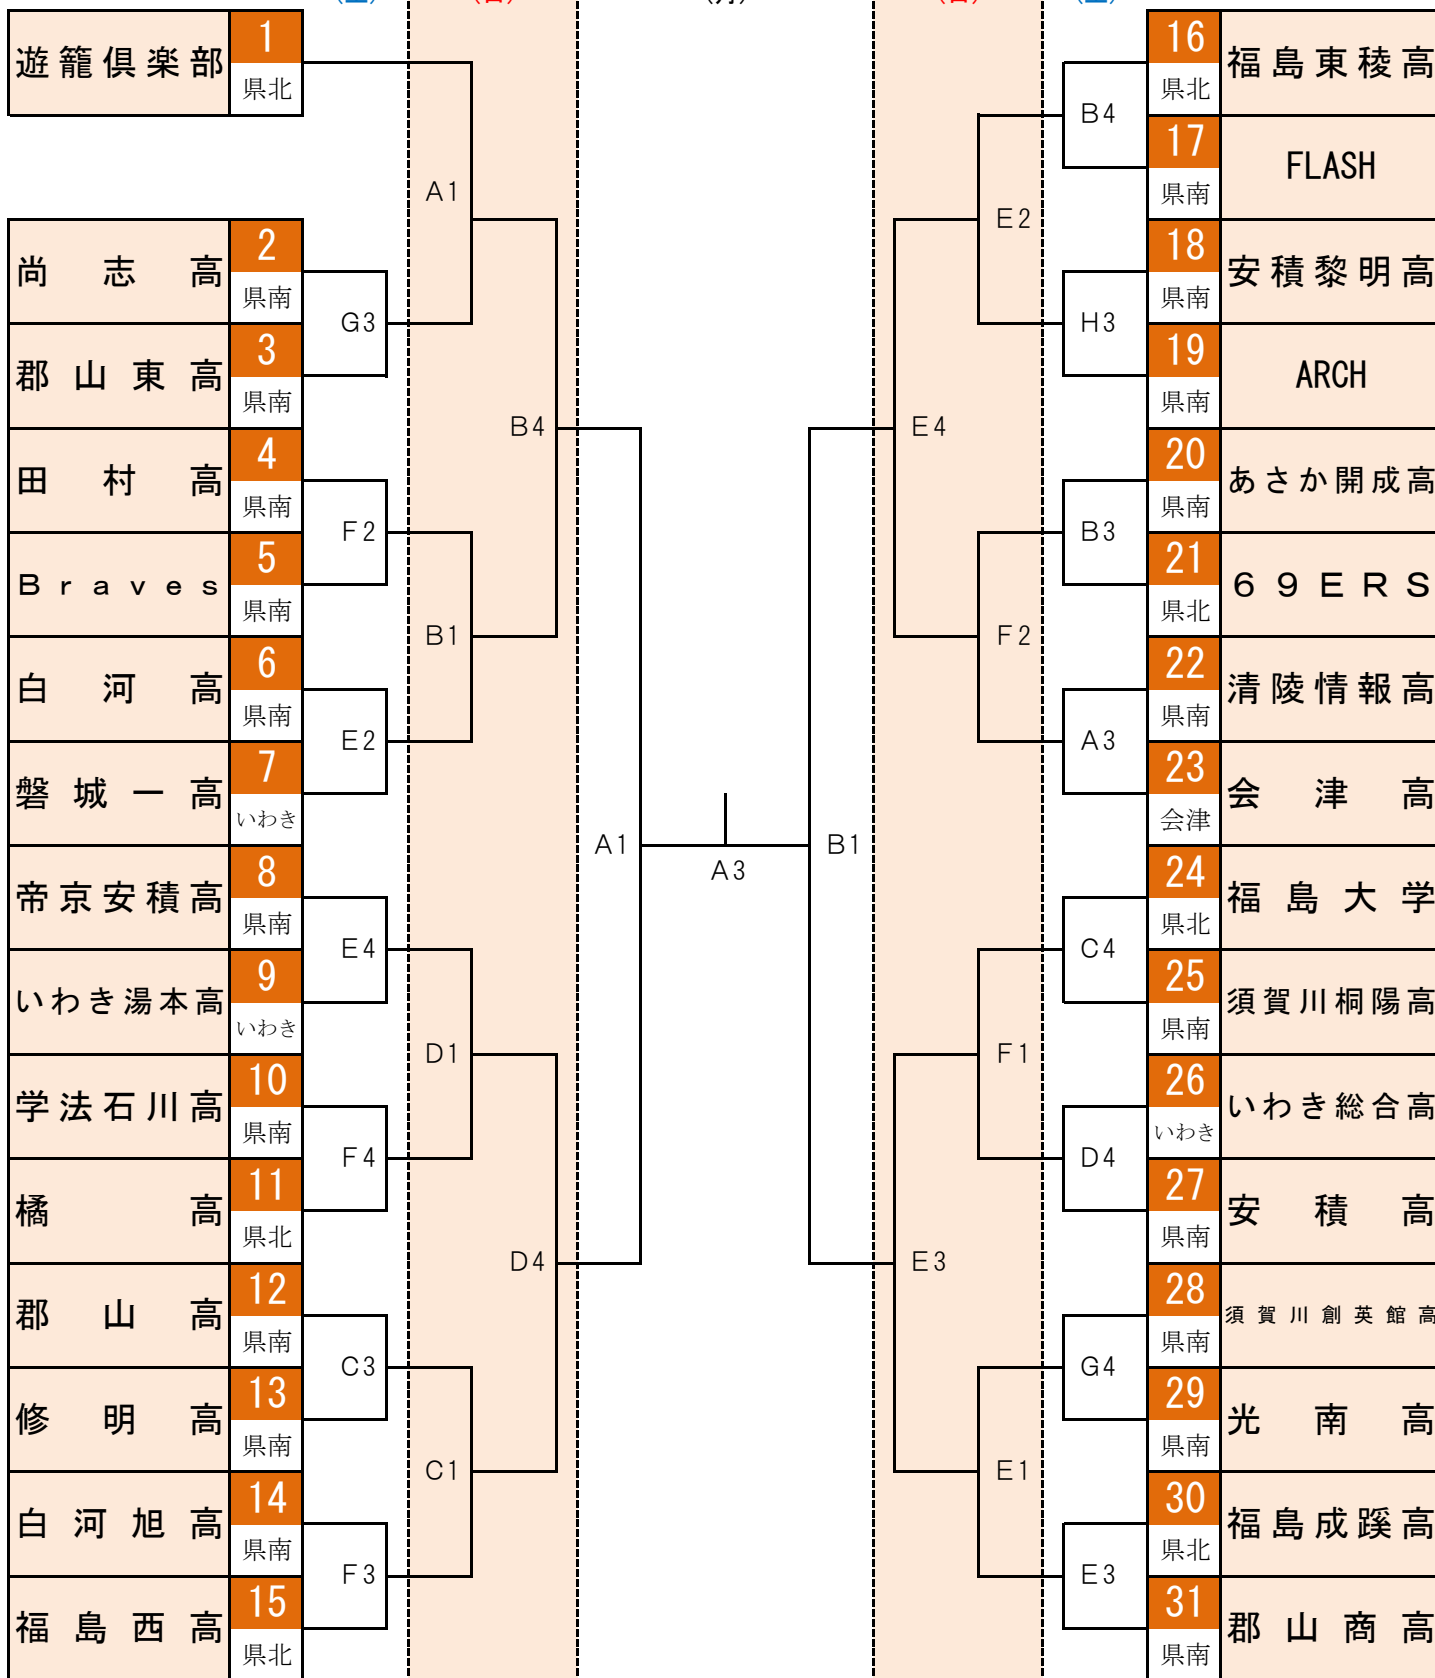 (土) (日) (月) (日) (土)
遊籠倶楽部 1 県北
尚志高 2 県南
郡山東高 3 県南
田村高 4 県南
Braves 5 県南
白河高 6 県南
磐城一高 7 いわき
帝京安積高 8 県南
いわき湯本高 9 いわき
学法石川高 10 県南
橘高 11 県北
郡山高 12 県南
修明高 13 県南
白河旭高 14 県南
福島西高 15 県北
G3
F2
E2
E4
F4
C3
F3
A1
B1
D1
C1
B4
D4
A1
A3
B1
E4
E3
E2
F2
F1
E1
B4
H3
B3
A3
C4
D4
G4
E3
16 県北 福島東稜高
17 県南 FLASH
18 県南 安積黎明高
19 県南 ARCH
20 県南 あさか開成高
21 県北 69ERS
22 県南 清陵情報高
23 会津 会津高
24 県北 福島大学
25 県南 須賀川桐陽高
26 いわき いわき総合高
27 県南 安積高
28 県南 須賀川創英館高
29 県南 光南高
30 県北 福島成蹊高
31 県南 郡山商高